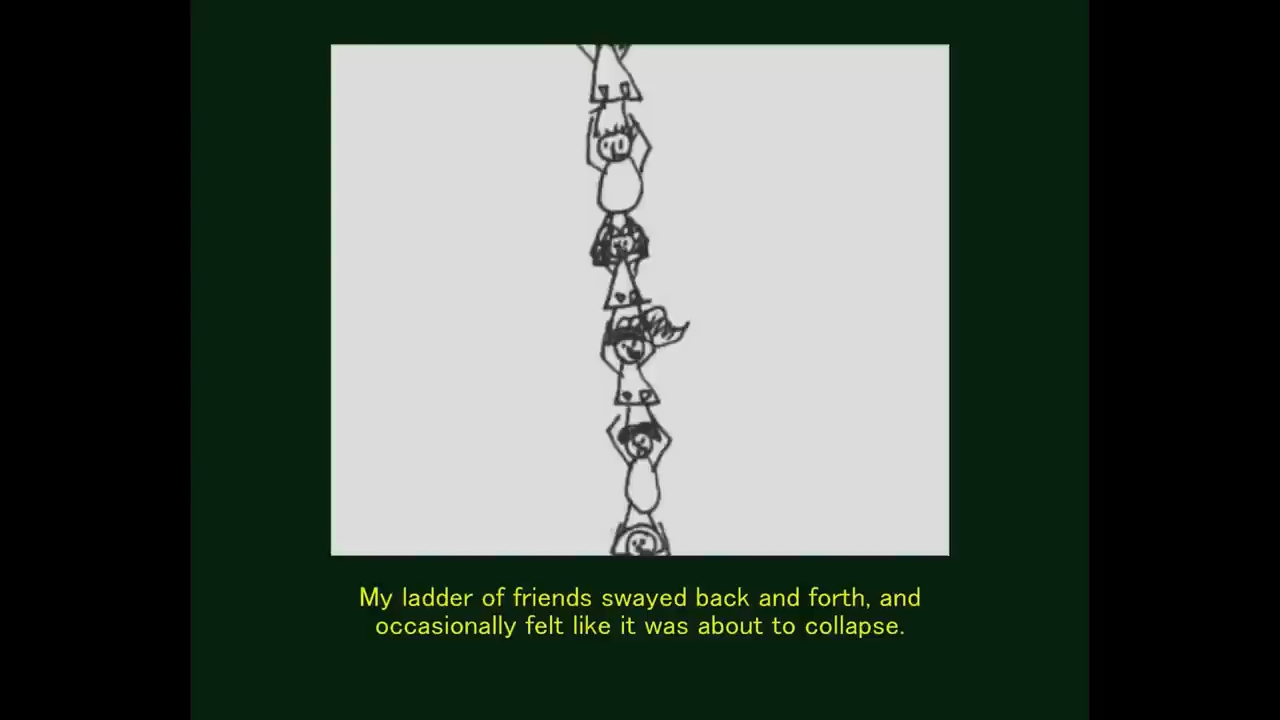 My ladder of friends swayed back and forth, and
occasionally felt like it was about to collapse.